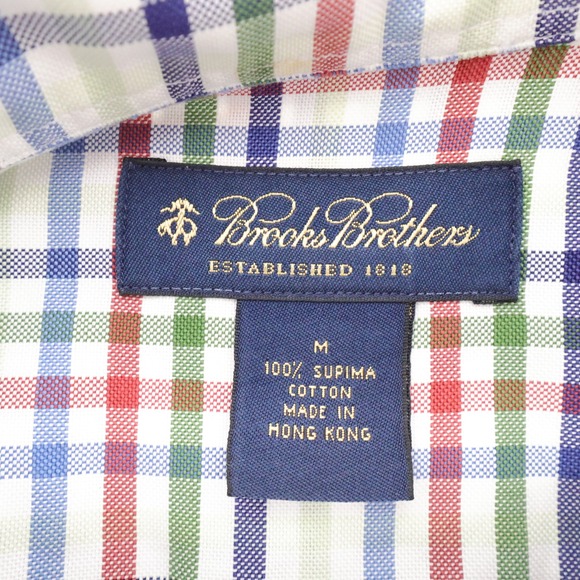 Brooks Brothers
ESTABLISHED 1818
M
100% SUPIMA
COTTON
MADE IN
HONG KONG